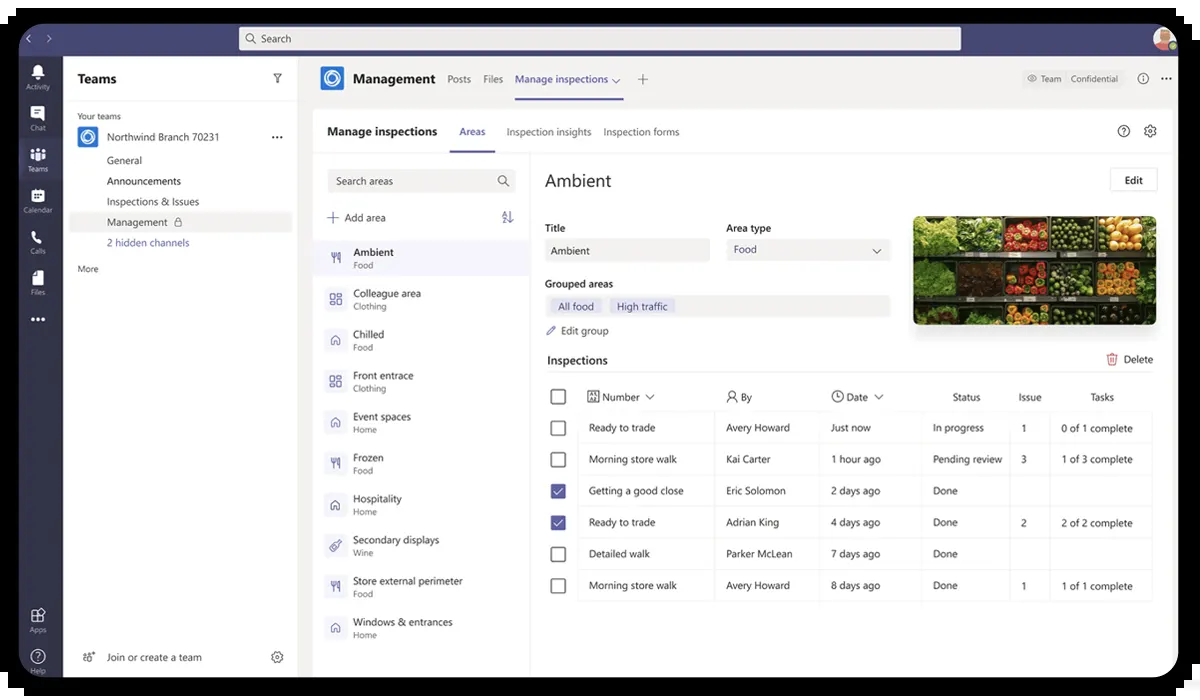 Search
Activity
Chat
Teams
Calendar
Calls
Files
Apps
Help
Teams
Your teams
Northwind Branch 70231
General
Announcements
Inspections & Issues
Management
2 hidden channels
More
Join or create a team
Management Posts Files Manage inspections
Team Confidential
Manage inspections Areas Inspection insights Inspection forms
Search areas
Add area
Ambient
Food
Colleague area
Clothing
Chilled
Food
Front entrace
Clothing
Event spaces
Home
Frozen
Food
Hospitality
Home
Secondary displays
Wine
Store external perimeter
Food
Windows & entrances
Home
Ambient
Edit
Title Area type
Ambient Food
Grouped areas
All food High traffic
Edit group
Inspections Delete
Number By Date Status Issue Tasks
Ready to trade Avery Howard Just now In progress 1 0 of 1 complete
Morning store walk Kai Carter 1 hour ago Pending review 3 1 of 3 complete
Getting a good close Eric Solomon 2 days ago Done
Ready to trade Adrian King 4 days ago Done 2 2 of 2 complete
Detailed walk Parker McLean 7 days ago Done
Morning store walk Avery Howard 8 days ago Done 1 1 of 1 complete